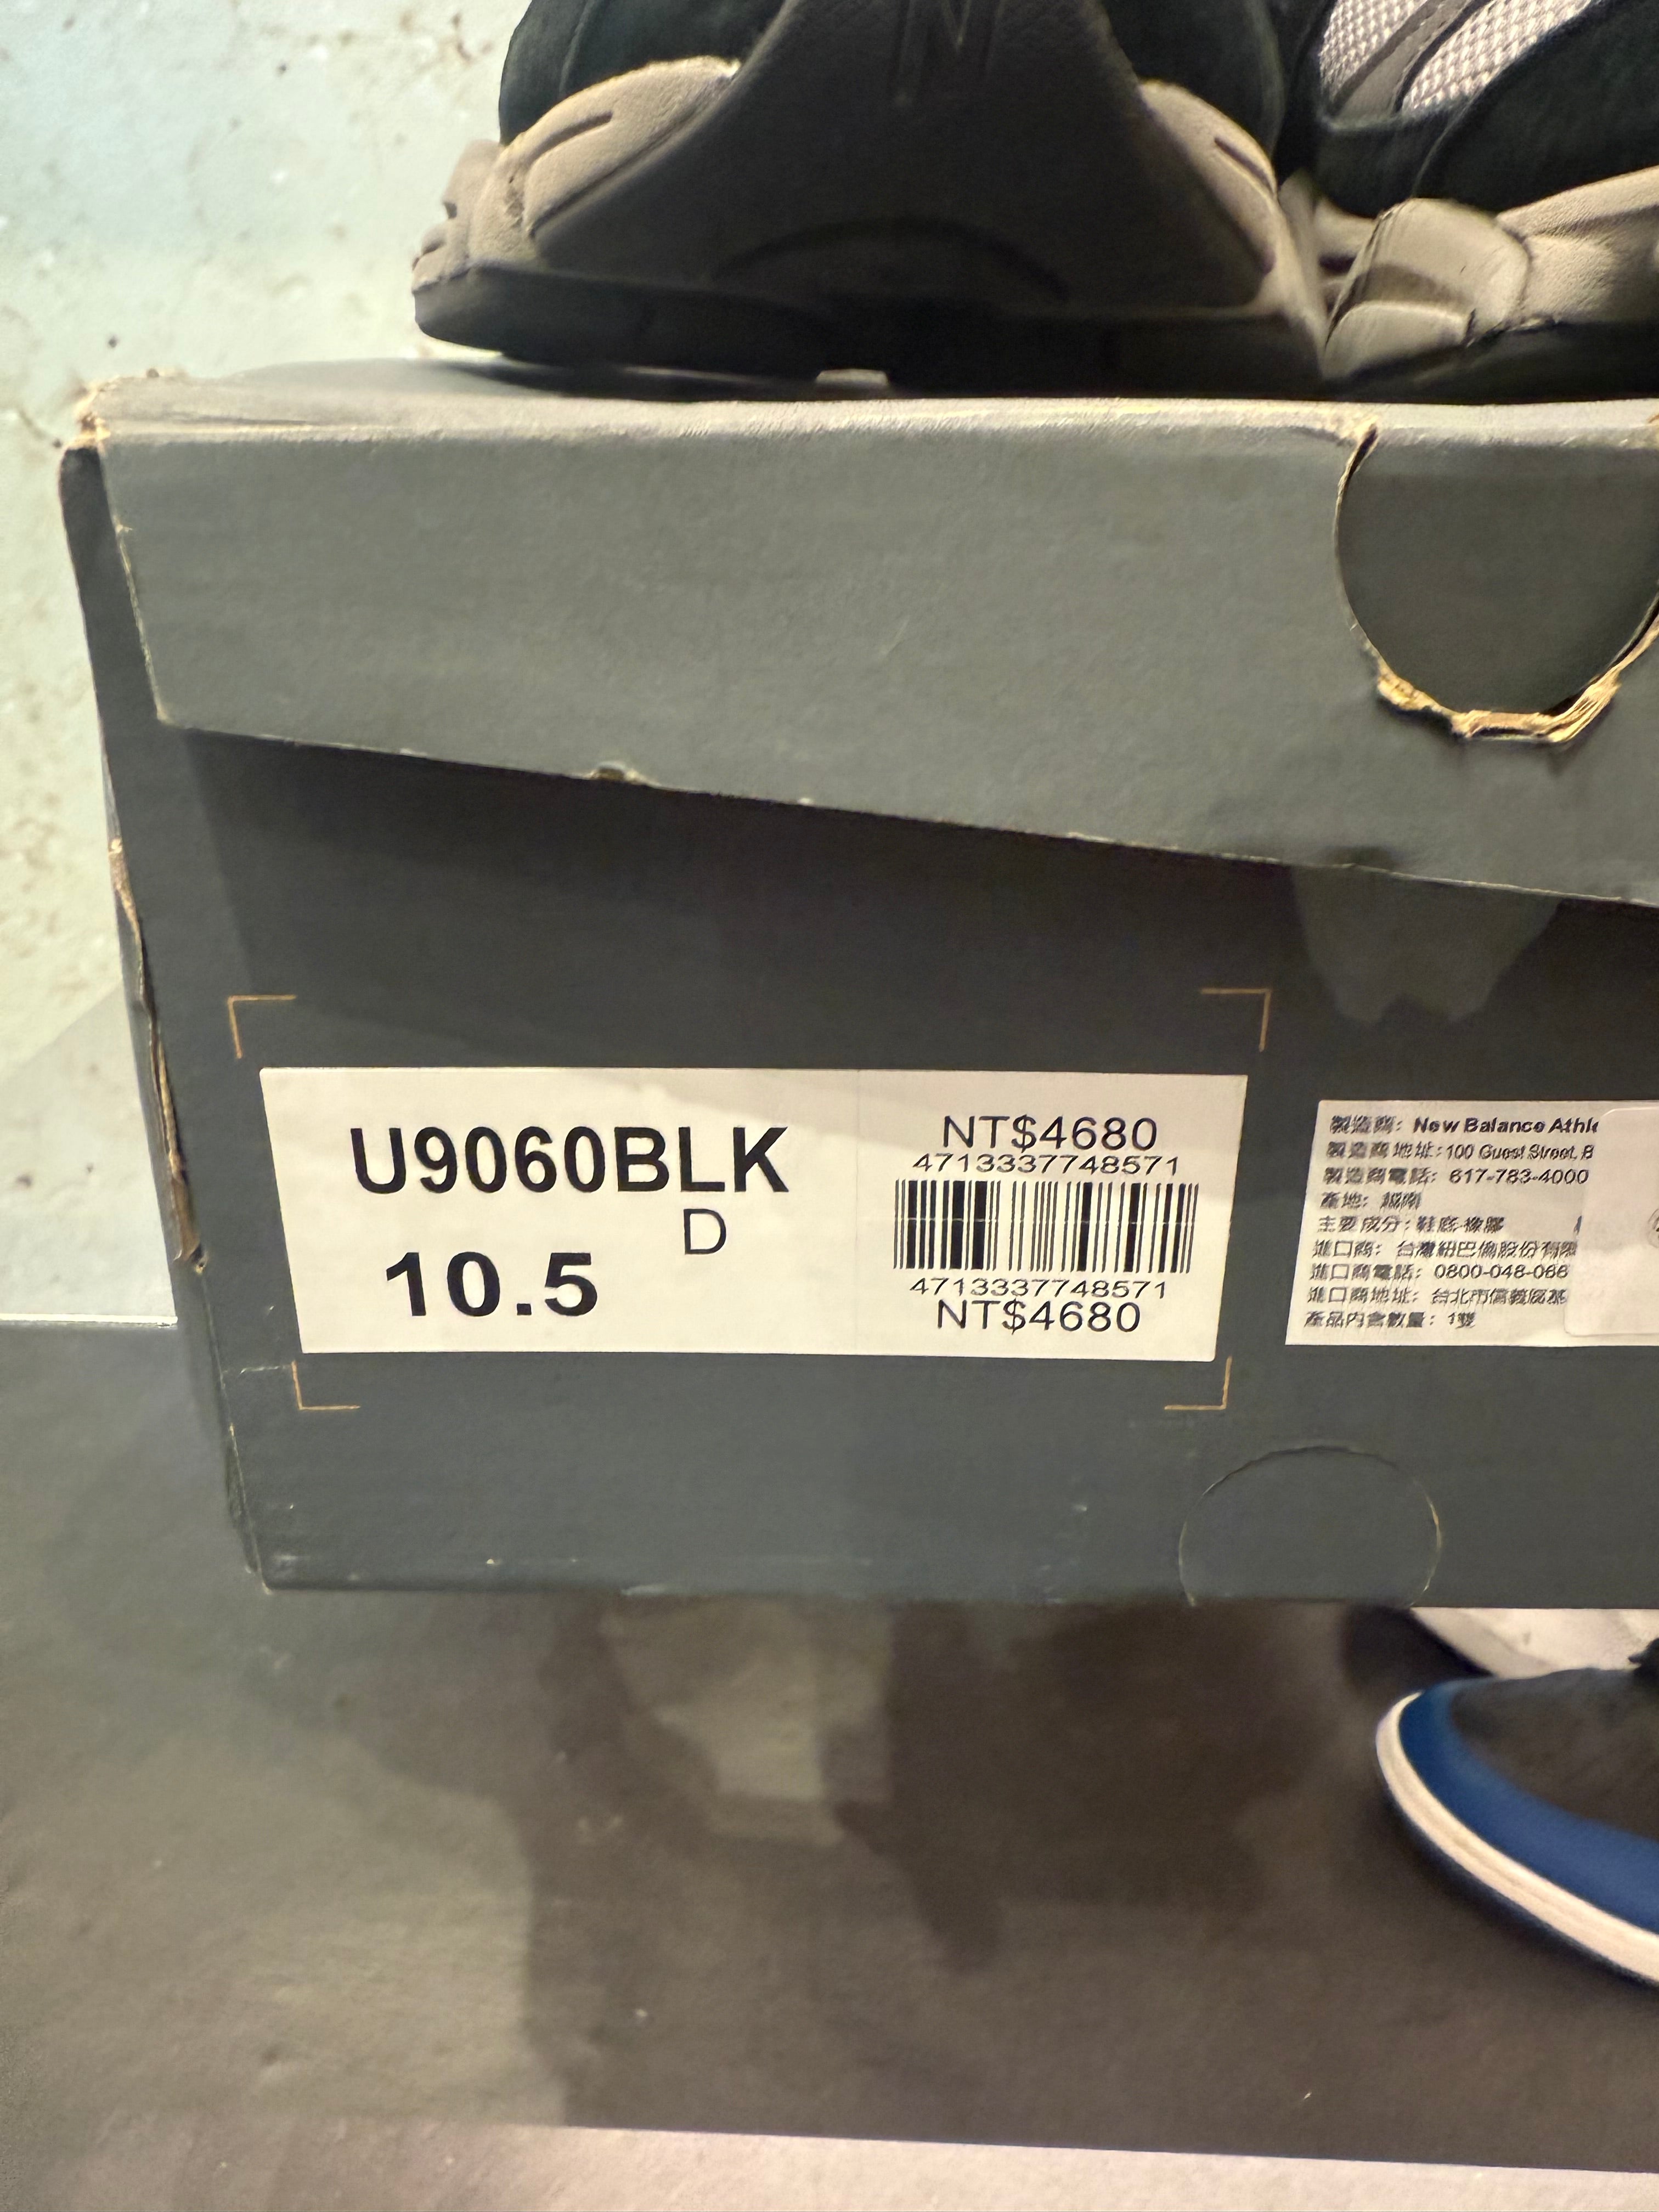 N
U9060BLK
D
10.5
NT$4680
4713337748571
4713337748571
NT$4680
製造商: New Balance Athle
製造商地址:100 Guest Street, B
製造商電話: 617-783-4000
產地: 越南
主要成分: 鞋底-橡膠
進口商: 台灣紐巴倫股份有限
進口商電話: 0800-048-066
進口商地址: 台北市信義區基
產品內含數量: 1雙